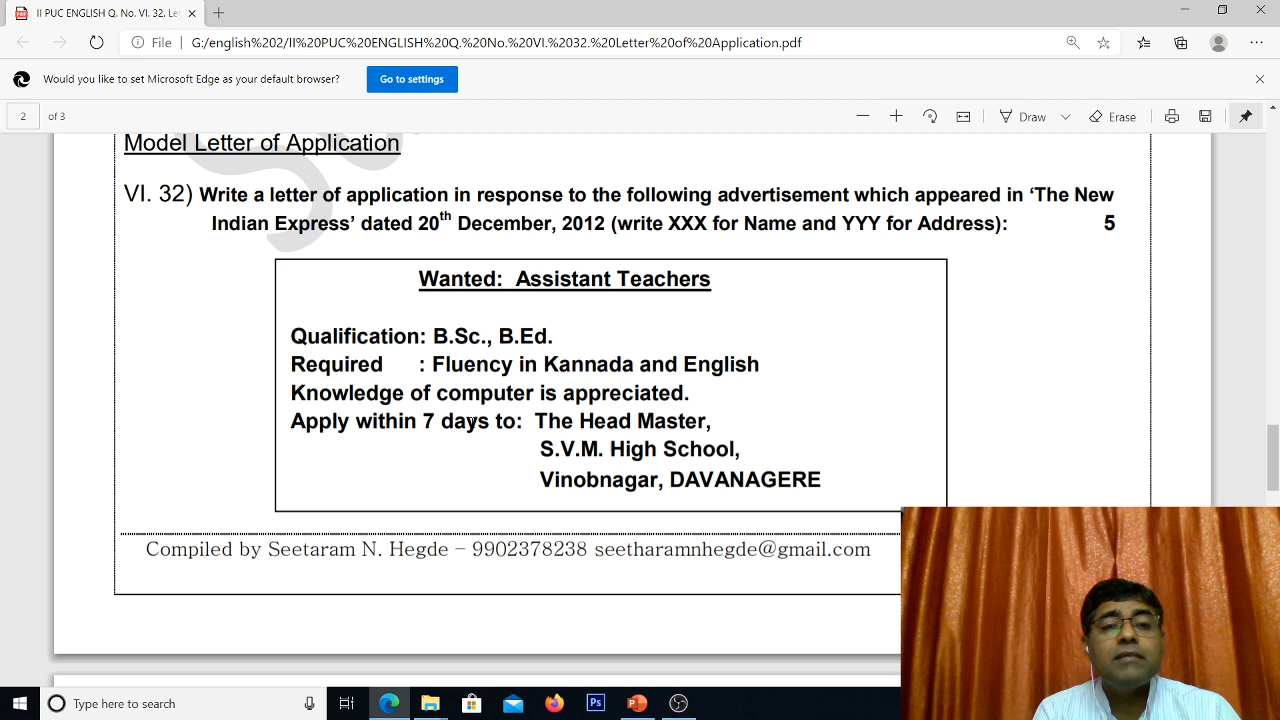 II PUC ENGLISH Q. No. VI. 32. Let
File
G:/english%202/II%20PUC%20ENGLISH%20Q.%20No.%20VI.%2032.%20Letter%20of%20Application.pdf
Would you like to set Microsoft Edge as your default browser?
Go to settings
2 of 3
Draw
Erase
Model Letter of Application
VI. 32) Write a letter of application in response to the following advertisement which appeared in ‘The New
Indian Express’ dated 20th December, 2012 (write XXX for Name and YYY for Address): 5
Wanted: Assistant Teachers
Qualification: B.Sc., B.Ed.
Required : Fluency in Kannada and English
Knowledge of computer is appreciated.
Apply within 7 days to: The Head Master,
S.V.M. High School,
Vinobnagar, DAVANAGERE
Compiled by Seetaram N. Hegde – 9902378238 seetharamnhegde@gmail.com
Type here to search
Ps